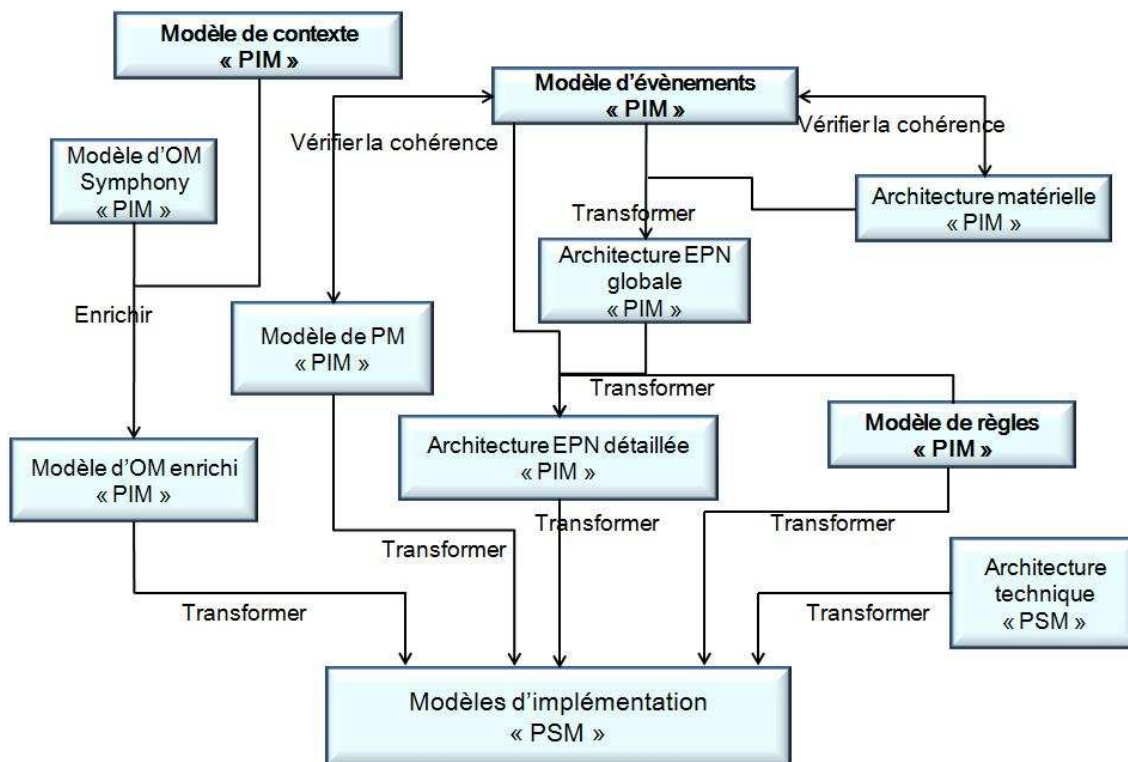 Modèle de contexte
« PIM »
Modèle d'évènements
« PIM »
Vérifier la cohérence
Vérifier la cohérence
Modèle d'OM
Symphony
« PIM »
Architecture matérielle
« PIM »
Transformer
Architecture EPN
globale
« PIM »
Enrichir
Modèle de PM
« PIM »
Transformer
Modèle d'OM enrichi
« PIM »
Architecture EPN détaillée
« PIM »
Modèle de règles
« PIM »
Transformer
Transformer
Transformer
Architecture
technique
« PSM »
Transformer
Transformer
Modèles d'implémentation
« PSM »